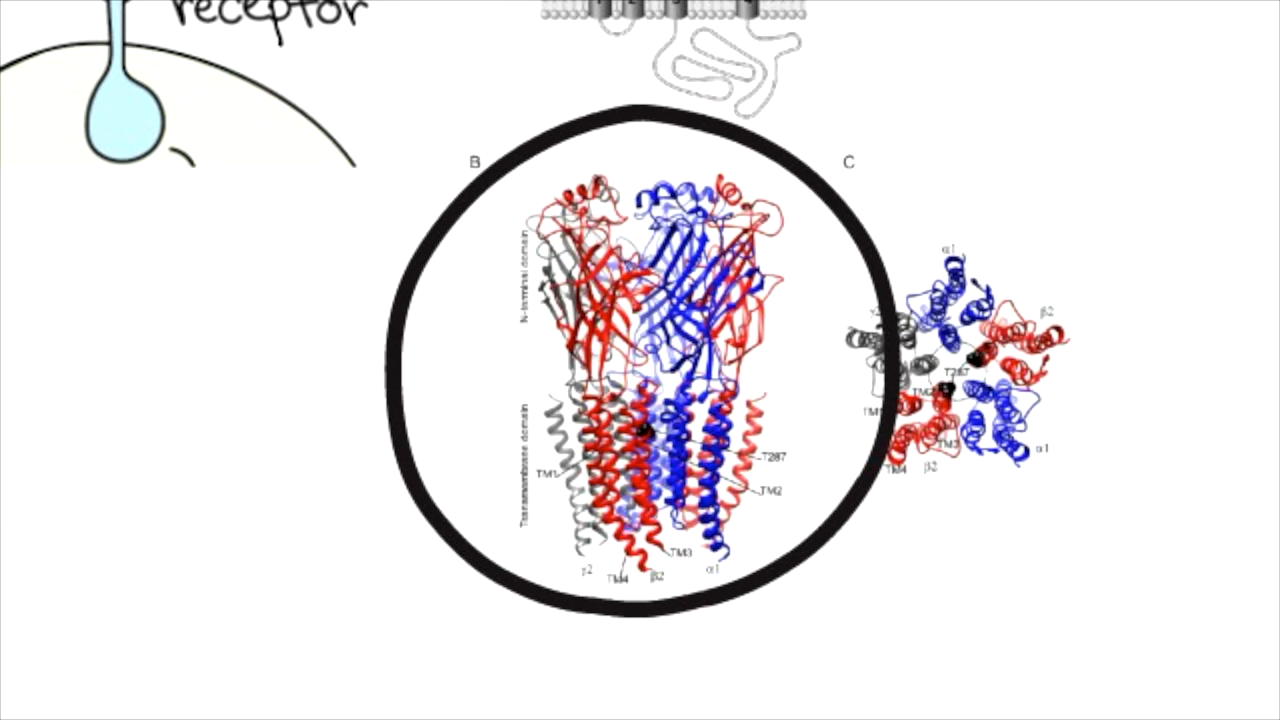 receptor
B
C
N-terminal domain
Transmembrane domain
TM1
T287
TM2
TM3
γ2
TM4
β2
α1
α1
β2
T287
TM2
TM3
α1
TM4
β2